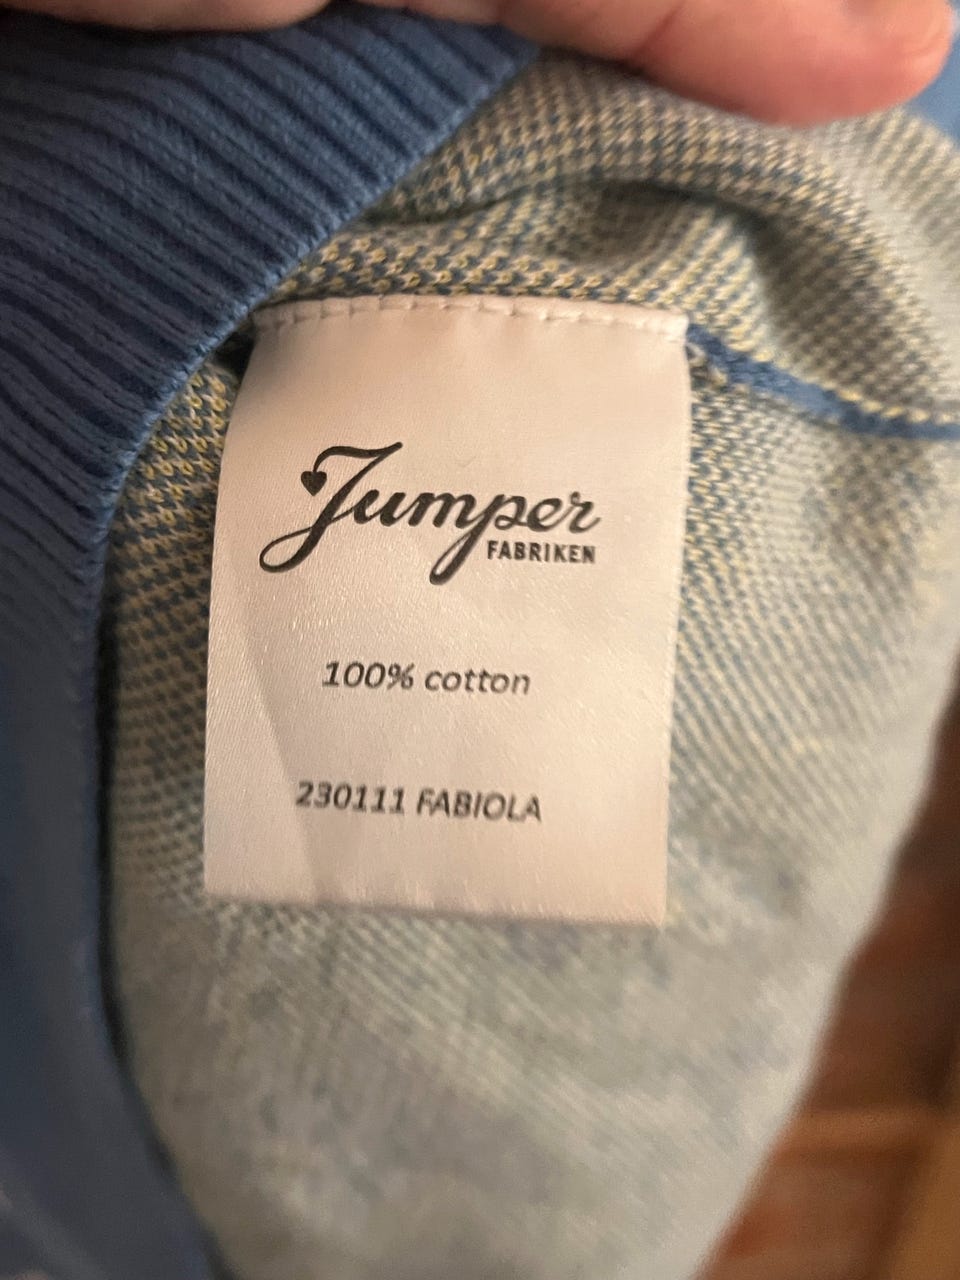 Jumper
FABRIKEN
100% cotton
230111 FABIOLA